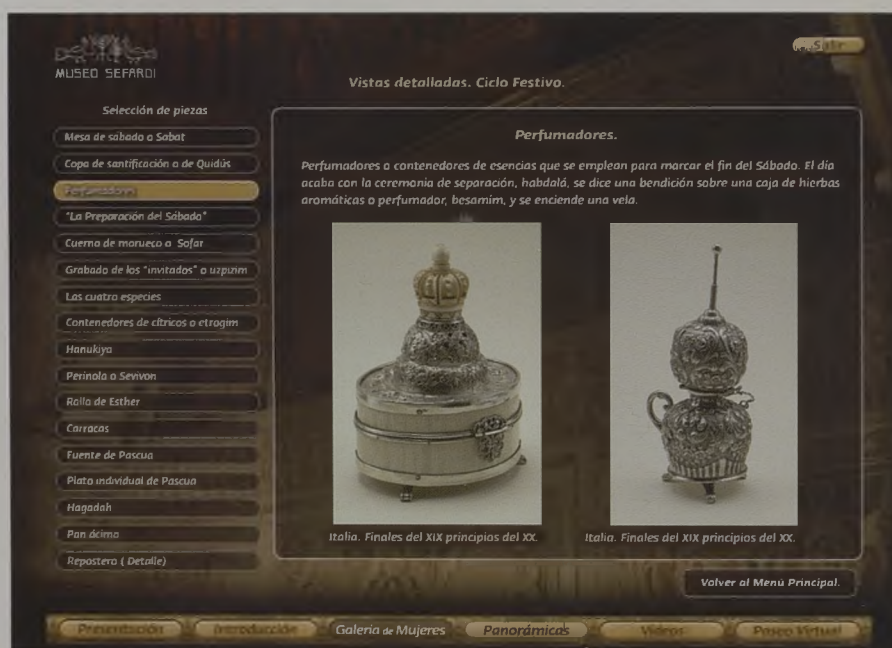 MUSEO SEFARDI
Salir
Vistas detalladas. Ciclo Festivo.
Selección de piezas
Mesa de sábado o Sabat
Copa de santificación o de Quidús
Perfumadores
"La Preparación del Sábado"
Cuerno de morueco o Sofar
Grabado de los "invitados" o uzpizim
Las cuatro especies
Contenedores de cítricos o etrogim
Hanukiya
Perinola o Sevivon
Rollo de Esther
Carracas
Fuente de Pascua
Plato individual de Pascua
Hagadah
Pan ácimo
Repostero ( Detalle)
Perfumadores.
Perfumadores o contenedores de esencias que se emplean para marcar el fin del Sábado. El día
acaba con la ceremonia de separación, habdalá, se dice una bendición sobre una caja de hierbas
aromáticas o perfumador, besamim, y se enciende una vela.
Italia. Finales del XIX principios del XX.
Italia. Finales del XIX principios del XX.
Volver al Menú Principal.
Presentación
Introducción
Galería de Mujeres
Panorámicas
Vídeos
Paseo Virtual